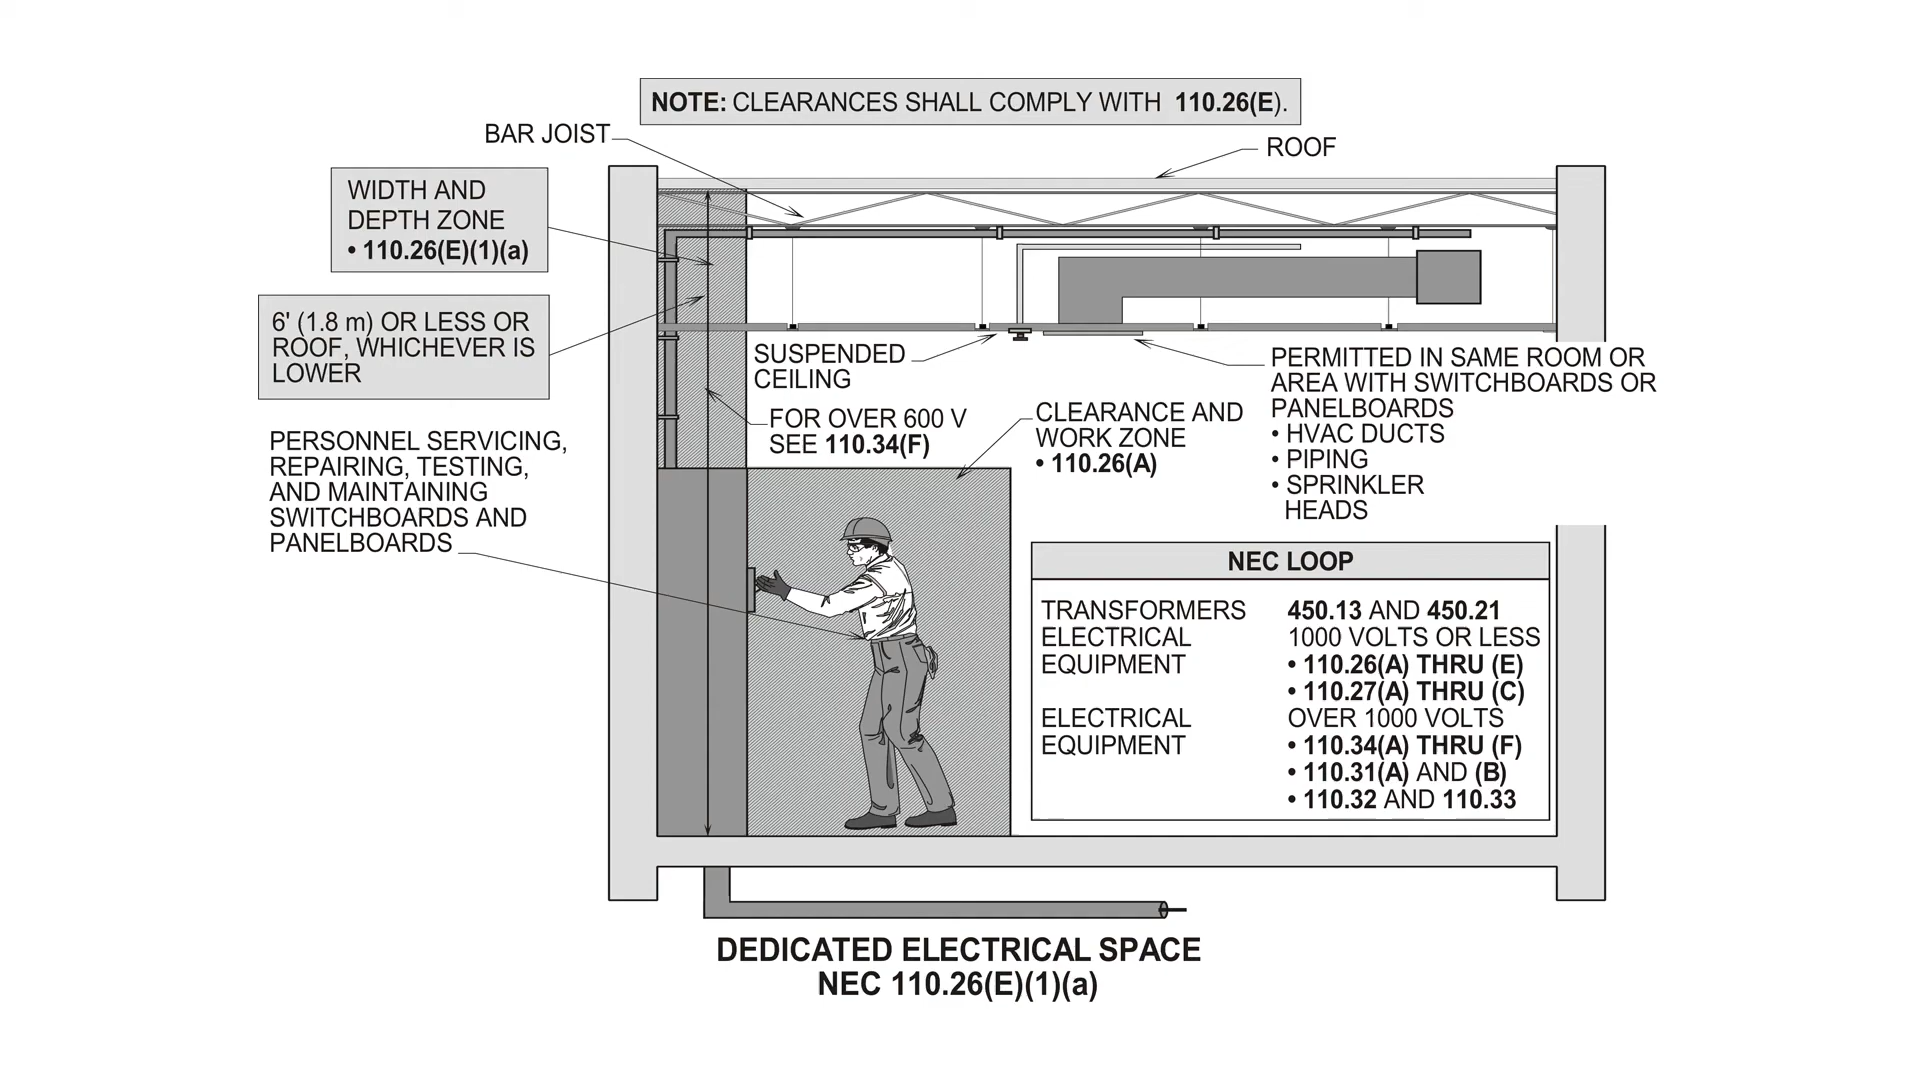 NOTE: CLEARANCES SHALL COMPLY WITH 110.26(E).
BAR JOIST
ROOF
WIDTH AND
DEPTH ZONE
• 110.26(E)(1)(a)
6' (1.8 m) OR LESS OR
ROOF, WHICHEVER IS
LOWER
SUSPENDED
CEILING
PERMITTED IN SAME ROOM OR
AREA WITH SWITCHBOARDS OR
PANELBOARDS
• HVAC DUCTS
• PIPING
• SPRINKLER
HEADS
FOR OVER 600 V
SEE 110.34(F)
CLEARANCE AND
WORK ZONE
• 110.26(A)
PERSONNEL SERVICING,
REPAIRING, TESTING,
AND MAINTAINING
SWITCHBOARDS AND
PANELBOARDS
NEC LOOP
TRANSFORMERS 450.13 AND 450.21
ELECTRICAL 1000 VOLTS OR LESS
EQUIPMENT • 110.26(A) THRU (E)
• 110.27(A) THRU (C)
ELECTRICAL OVER 1000 VOLTS
EQUIPMENT • 110.34(A) THRU (F)
• 110.31(A) AND (B)
• 110.32 AND 110.33
DEDICATED ELECTRICAL SPACE
NEC 110.26(E)(1)(a)